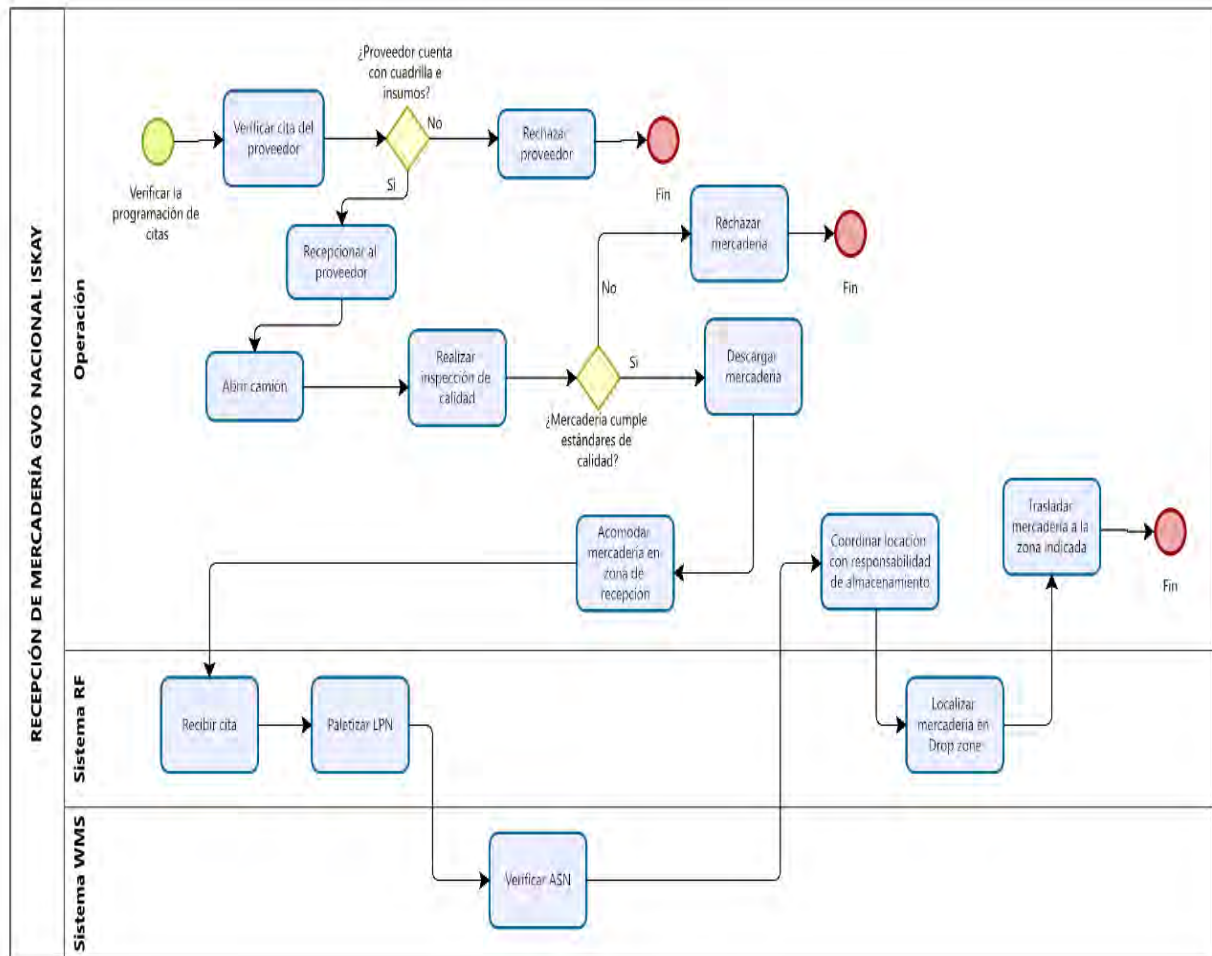 RECEPCIÓN DE MERCADERÍA GVO NACIONAL ISKAY
Operación
¿Proveedor cuenta
con cuadrilla e
insumos?
Verificar cita del
proveedor
No
Rechazar
proveedor
Verificar la
programación de
citas
Si
Fin
Recepcionar al
proveedor
Rechazar
mercadería
Fin
No
Abrir camión
Realizar
inspección de
calidad
Si
Descargar
mercadería
¿Mercadería cumple
estándares de
calidad?
Acomodar
mercadería en
zona de
recepción
Coordinar locación
con responsabilidad
de almacenamiento
Trasladar
mercadería a la
zona indicada
Fin
Sistema RF
Recibir cita
Paletizar LPN
Localizar
mercadería en
Drop zone
Sistema WMS
Verificar ASN